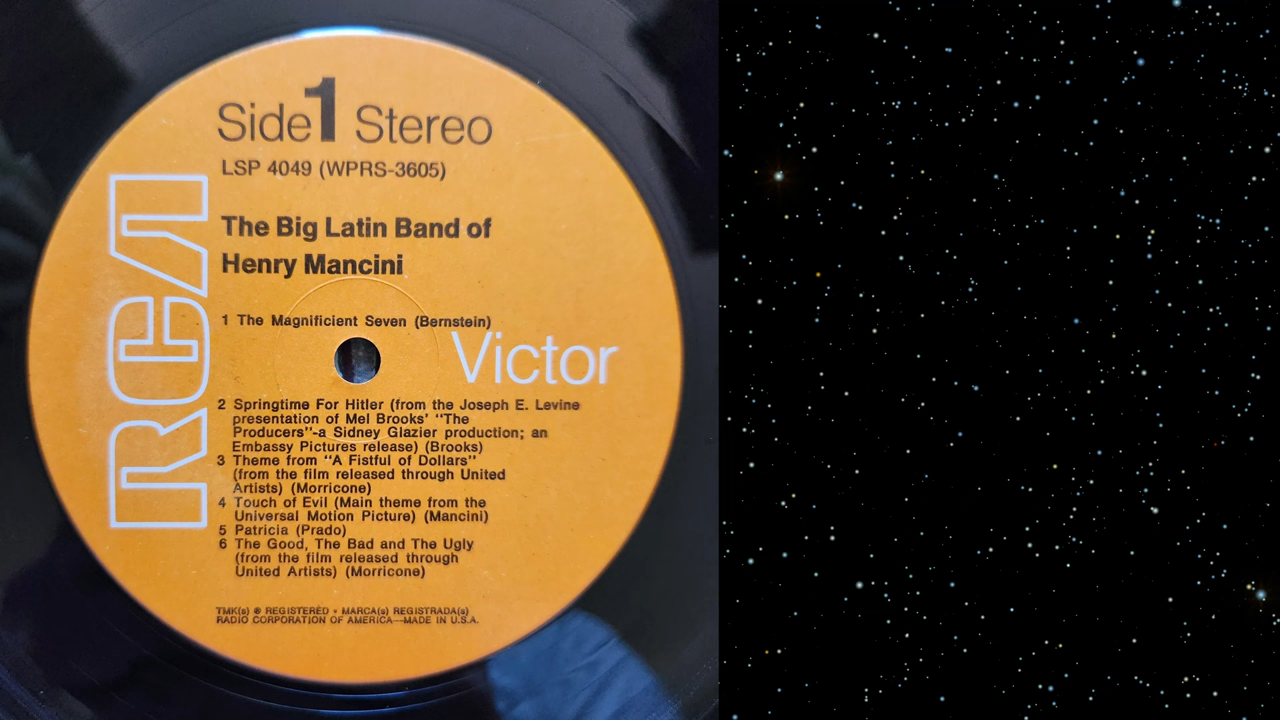 Side 1 Stereo
LSP 4049 (WPRS-3605)
RCA
The Big Latin Band of
Henry Mancini
1 The Magnificient Seven (Bernstein)
Victor
2 Springtime For Hitler (from the Joseph E. Levine
presentation of Mel Brooks' "The
Producers"-a Sidney Glazier production; an
Embassy Pictures release) (Brooks)
3 Theme from "A Fistful of Dollars"
(from the film released through United
Artists) (Morricone)
4 Touch of Evil (Main theme from the
Universal Motion Picture) (Mancini)
5 Patricia (Prado)
6 The Good, The Bad and The Ugly
(from the film released through
United Artists) (Morricone)
TMK(s) ® REGISTERED • MARCA(s) REGISTRADA(s)
RADIO CORPORATION OF AMERICA—MADE IN U.S.A.